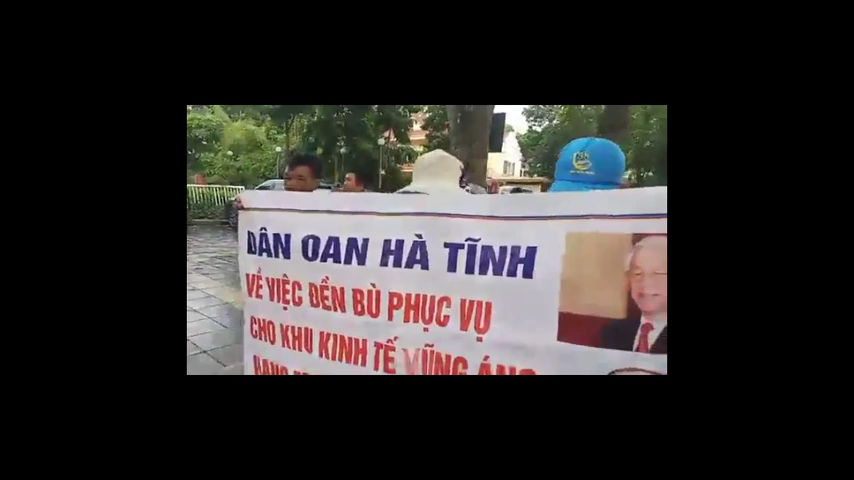 DÂN OAN HÀ TĨNH
VỀ VIỆC ĐỀN BÙ PHỤC VỤ
CHO KHU KINH TẾ VŨNG ÁNG